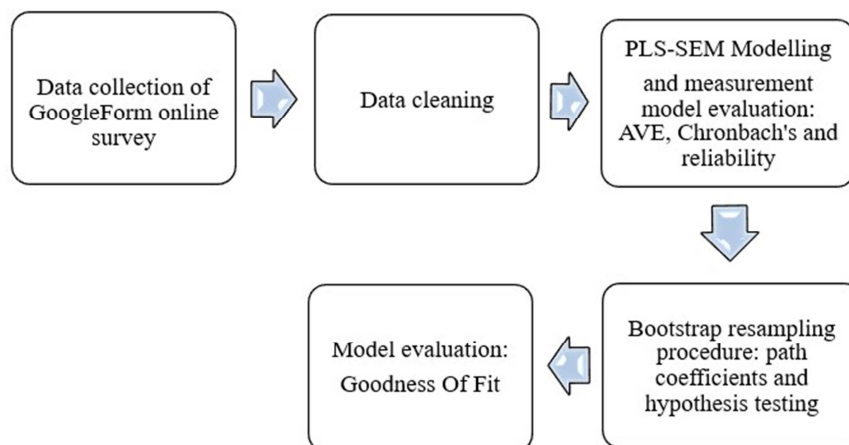 Data collection of
GoogleForm online
survey
Data cleaning
PLS-SEM Modelling
and measurement
model evaluation:
AVE, Chronbach's and
reliability
Bootstrap resampling
procedure: path
coefficients and
hypothesis testing
Model evaluation:
Goodness Of Fit